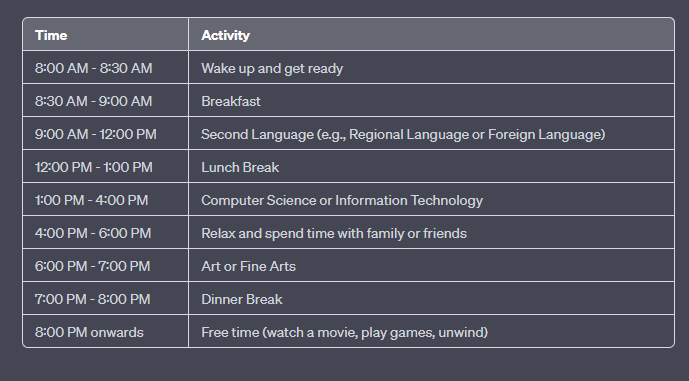 Time Activity
8:00 AM - 8:30 AM Wake up and get ready
8:30 AM - 9:00 AM Breakfast
9:00 AM - 12:00 PM Second Language (e.g., Regional Language or Foreign Language)
12:00 PM - 1:00 PM Lunch Break
1:00 PM - 4:00 PM Computer Science or Information Technology
4:00 PM - 6:00 PM Relax and spend time with family or friends
6:00 PM - 7:00 PM Art or Fine Arts
7:00 PM - 8:00 PM Dinner Break
8:00 PM onwards Free time (watch a movie, play games, unwind)